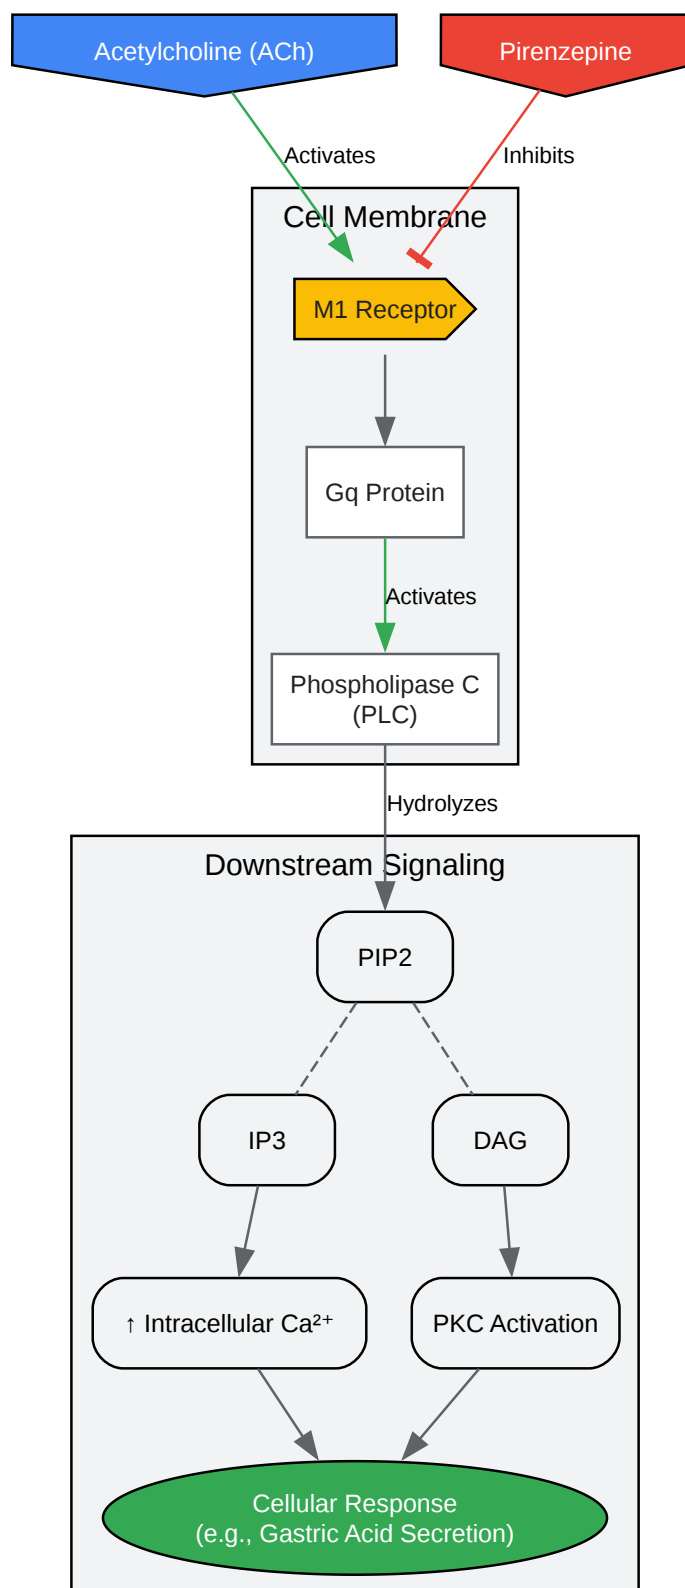 Acetylcholine (ACh)
Pirenzepine
Activates
Inhibits
Cell Membrane
M1 Receptor
Gq Protein
Activates
Phospholipase C
(PLC)
Hydrolyzes
Downstream Signaling
PIP2
IP3
DAG
↑ Intracellular Ca²⁺
PKC Activation
Cellular Response
(e.g., Gastric Acid Secretion)